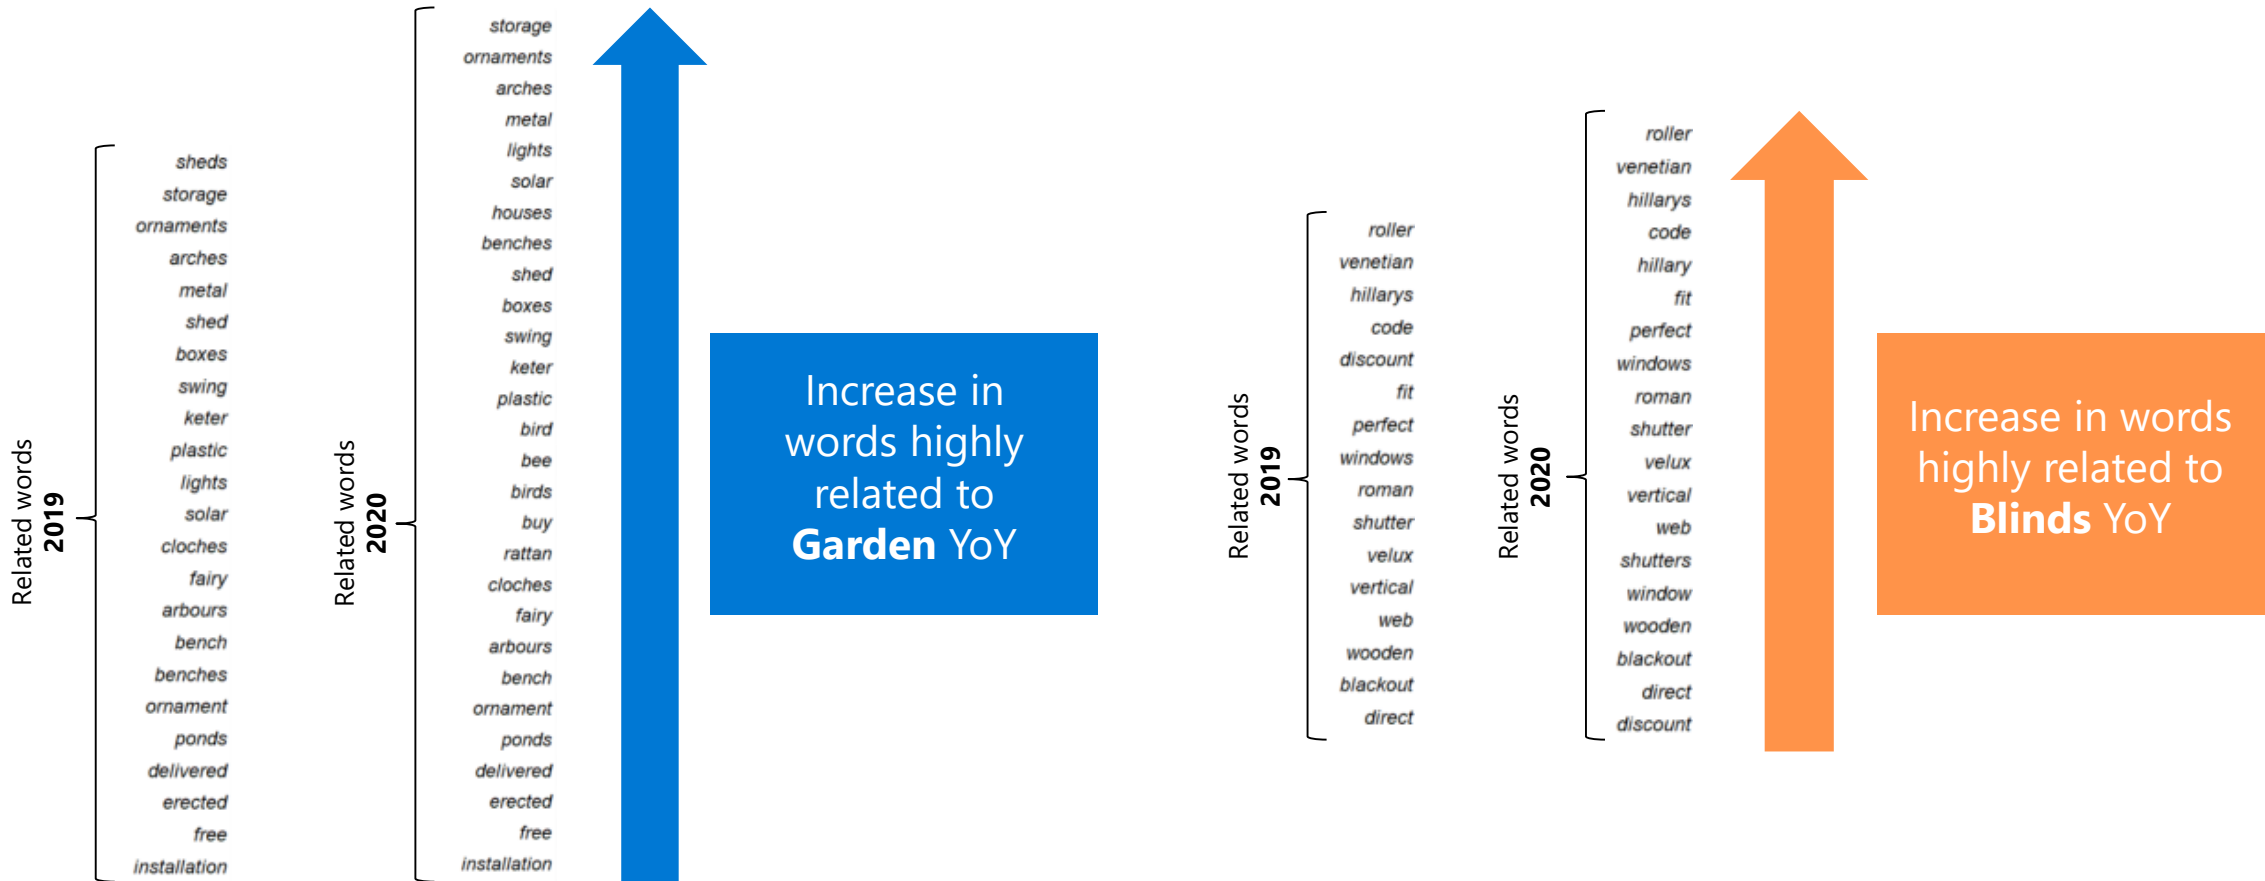 Related words
2019
sheds
storage
ornaments
arches
metal
shed
boxes
swing
keter
plastic
lights
solar
cloches
fairy
arbours
bench
benches
ornament
ponds
delivered
erected
free
installation
Related words
2020
storage
ornaments
arches
metal
lights
solar
houses
benches
shed
boxes
swing
keter
plastic
bird
bee
birds
buy
rattan
cloches
fairy
arbours
bench
ornament
ponds
delivered
erected
free
installation
Increase in
words highly
related to
Garden YoY
Related words
2019
roller
venetian
hillarys
code
discount
fit
perfect
windows
roman
shutter
velux
vertical
web
wooden
blackout
direct
Related words
2020
roller
venetian
hillarys
code
hillary
fit
perfect
windows
roman
shutter
velux
vertical
web
shutters
window
wooden
blackout
direct
discount
Increase in words
highly related to
Blinds YoY